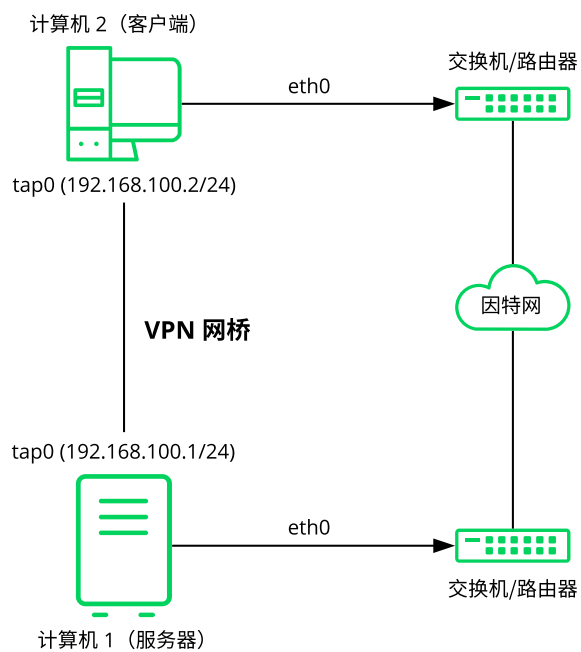 计算机 2（客户端）
交换机/路由器
eth0
tap0 (192.168.100.2/24)
因特网
VPN 网桥
tap0 (192.168.100.1/24)
eth0
交换机/路由器
计算机 1（服务器）